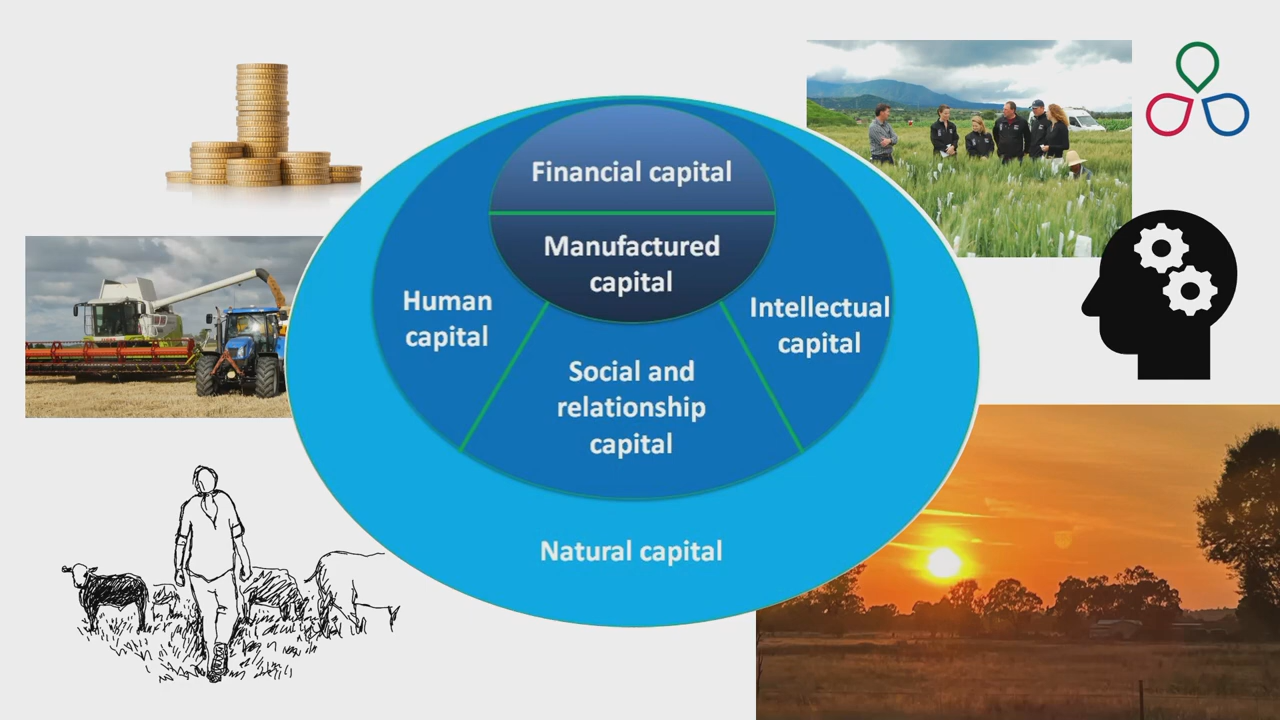 Financial capital
Manufactured
capital
Human
capital
Intellectual
capital
Social and
relationship
capital
Natural capital